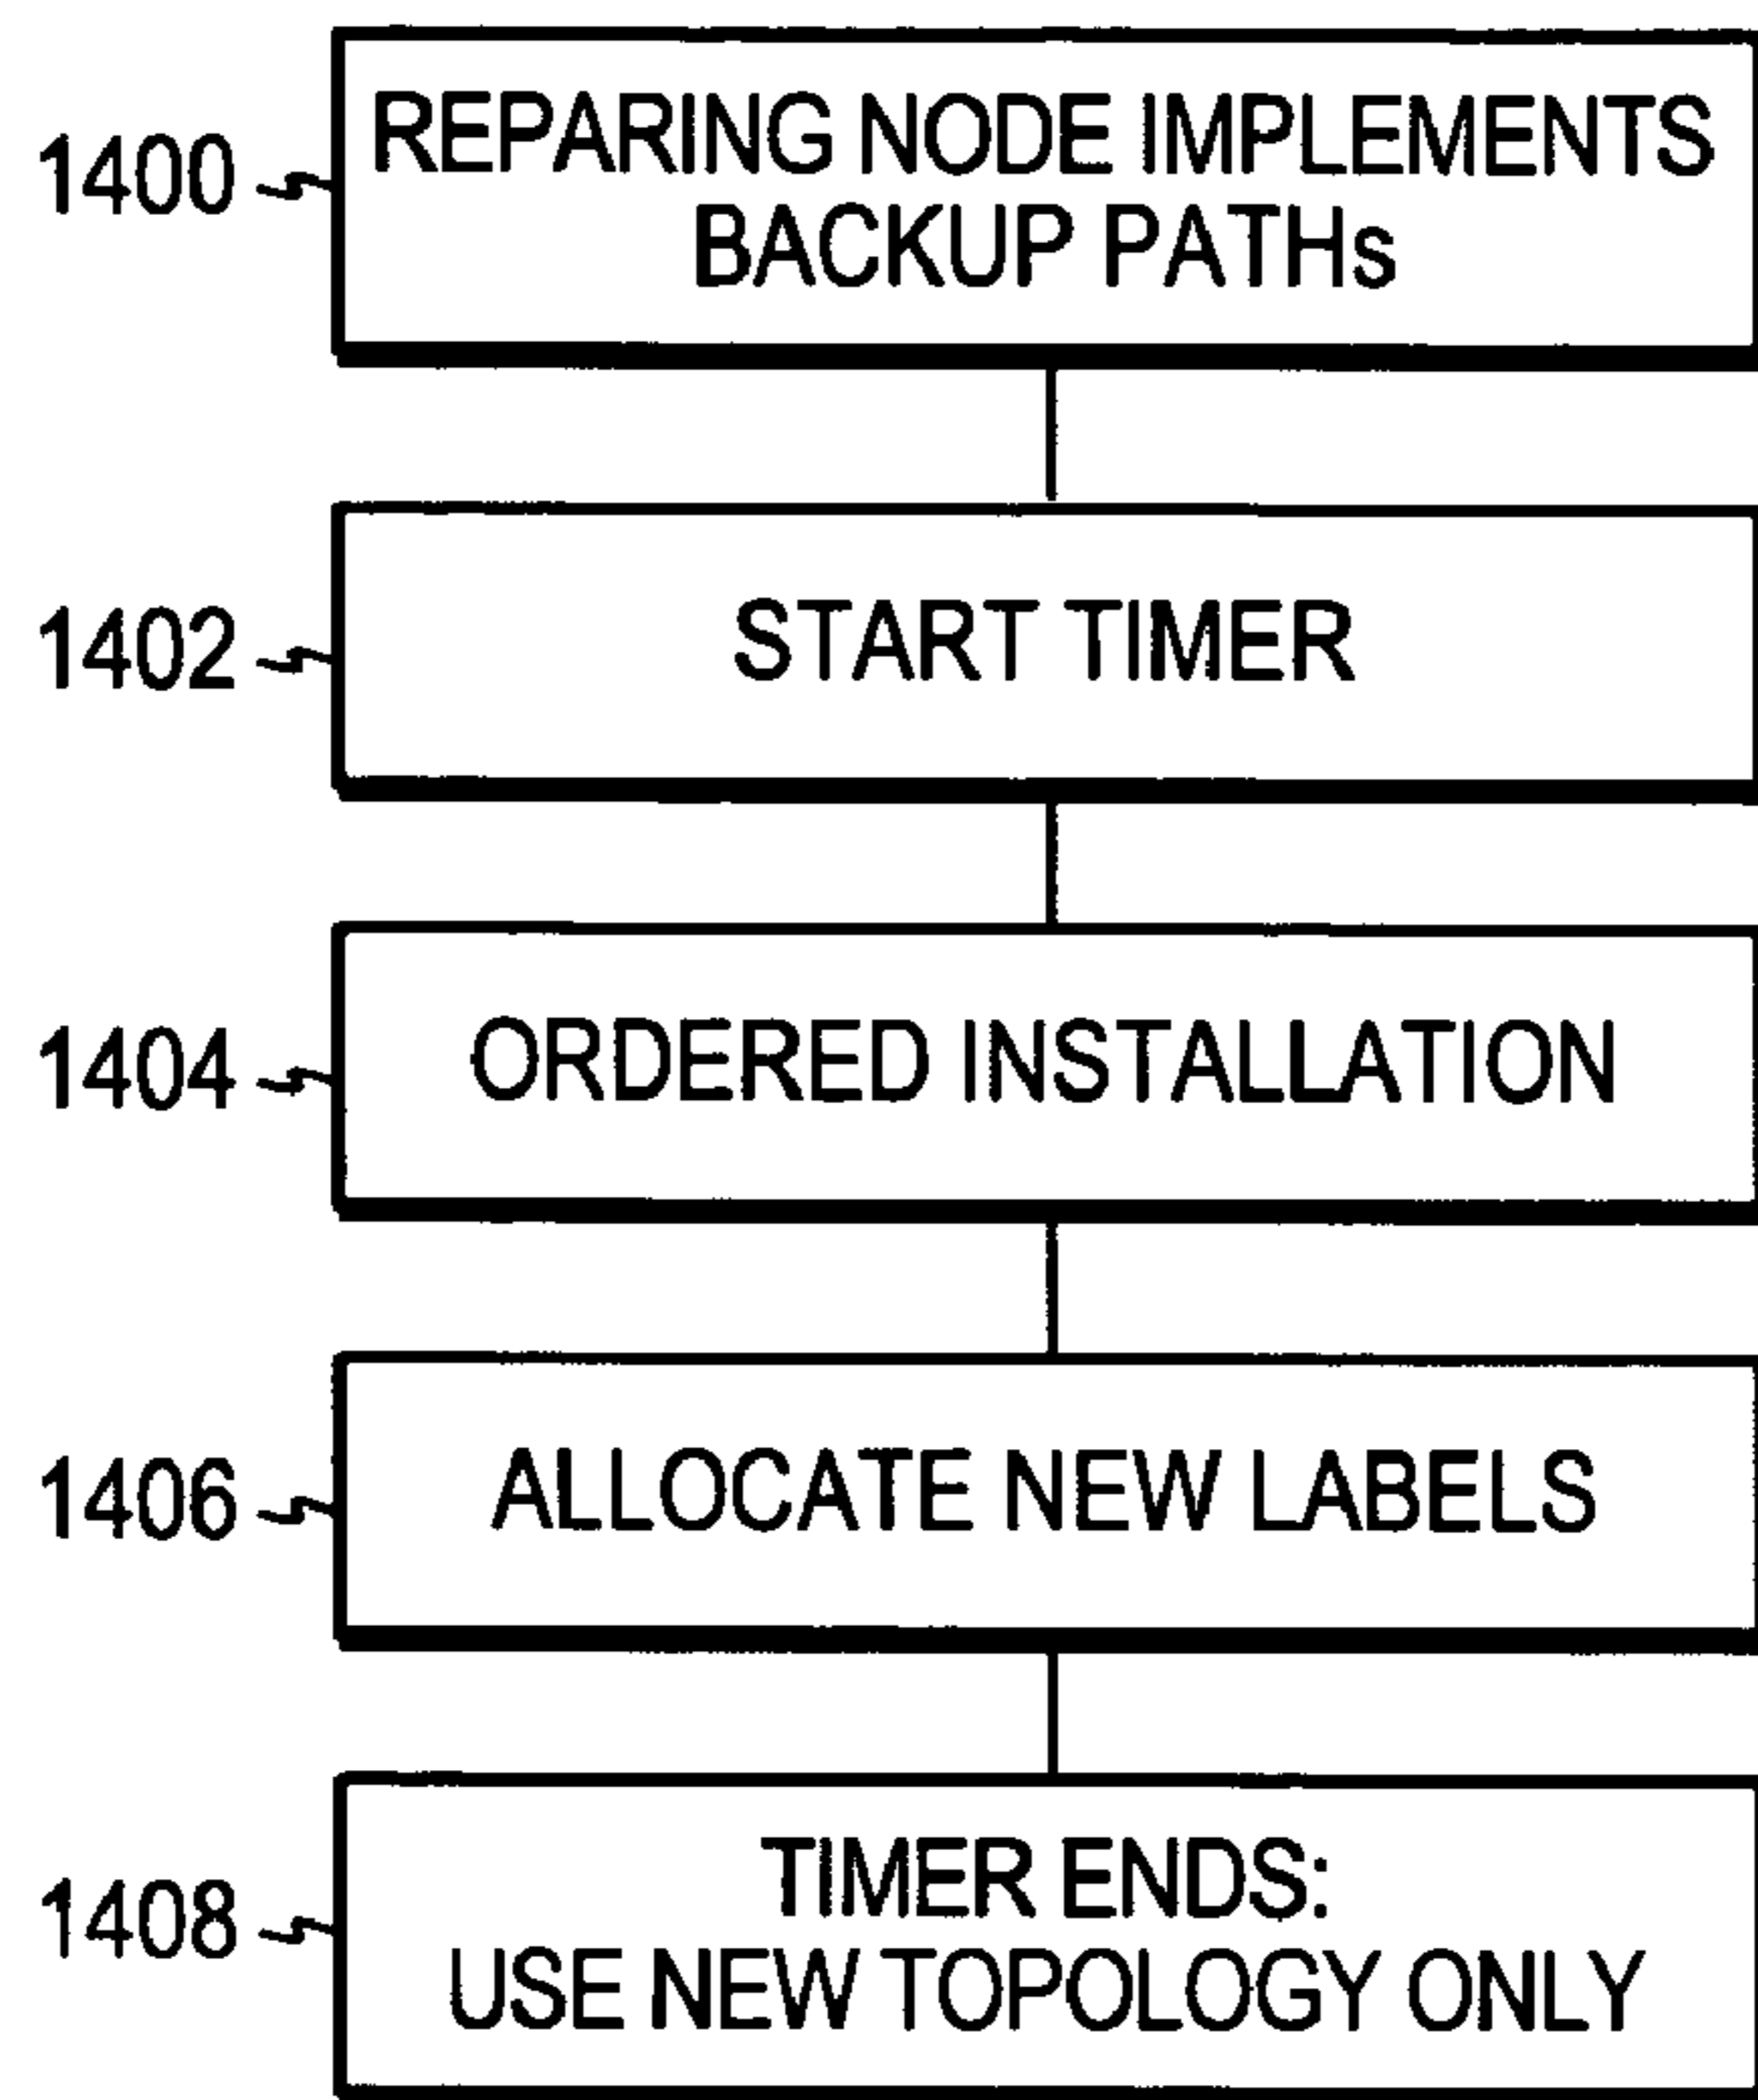 1400
REPARING NODE IMPLEMENTS
BACKUP PATHs
1402
START TIMER
1404
ORDERED INSTALLATION
1406
ALLOCATE NEW LABELS
1408
TIMER ENDS:
USE NEW TOPOLOGY ONLY